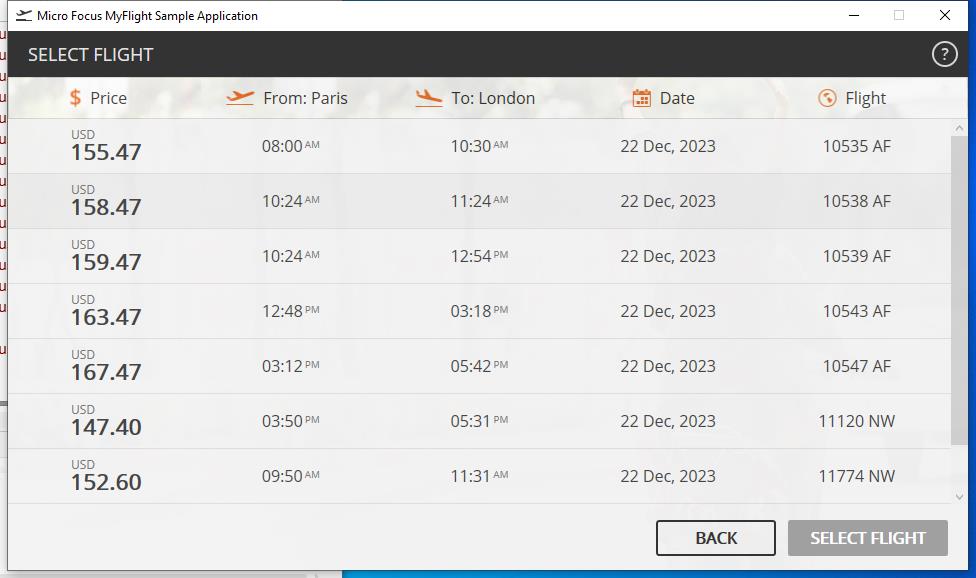 Micro Focus MyFlight Sample Application
SELECT FLIGHT ?
$ Price From: Paris To: London Date Flight
USD
155.47 08:00 AM 10:30 AM 22 Dec, 2023 10535 AF
USD
158.47 10:24 AM 11:24 AM 22 Dec, 2023 10538 AF
USD
159.47 10:24 AM 12:54 PM 22 Dec, 2023 10539 AF
USD
163.47 12:48 PM 03:18 PM 22 Dec, 2023 10543 AF
USD
167.47 03:12 PM 05:42 PM 22 Dec, 2023 10547 AF
USD
147.40 03:50 PM 05:31 PM 22 Dec, 2023 11120 NW
USD
152.60 09:50 AM 11:31 AM 22 Dec, 2023 11774 NW
BACK SELECT FLIGHT